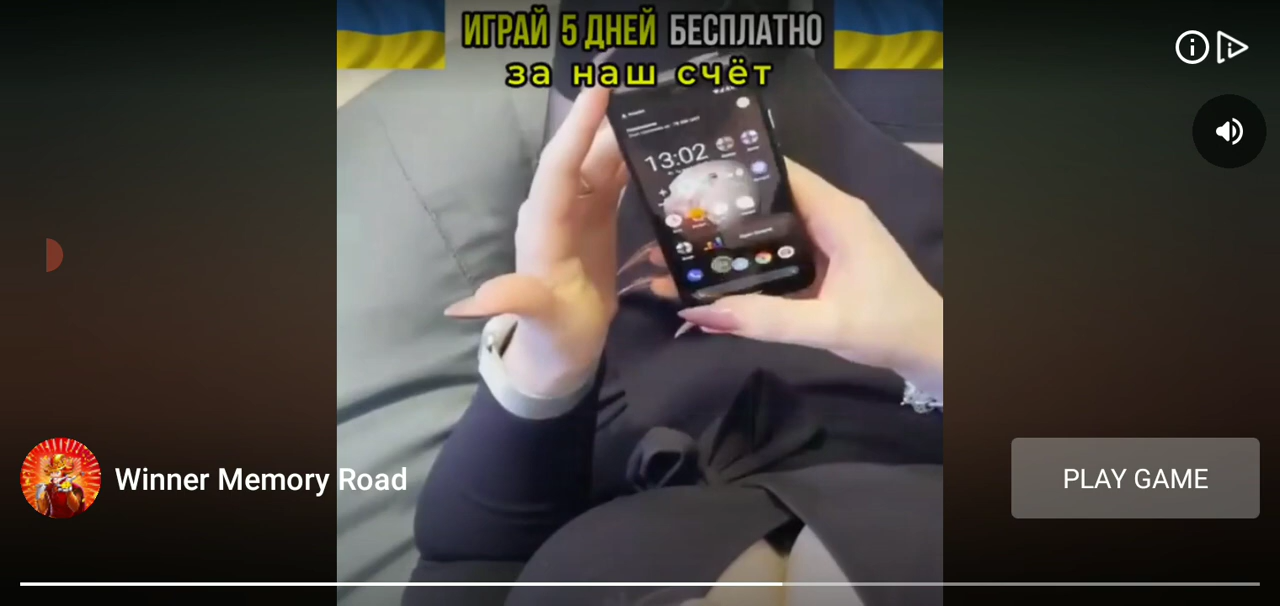 ИГРАЙ 5 ДНЕЙ БЕСПЛАТНО
за наш счёт
13:02
Winner Memory Road
PLAY GAME